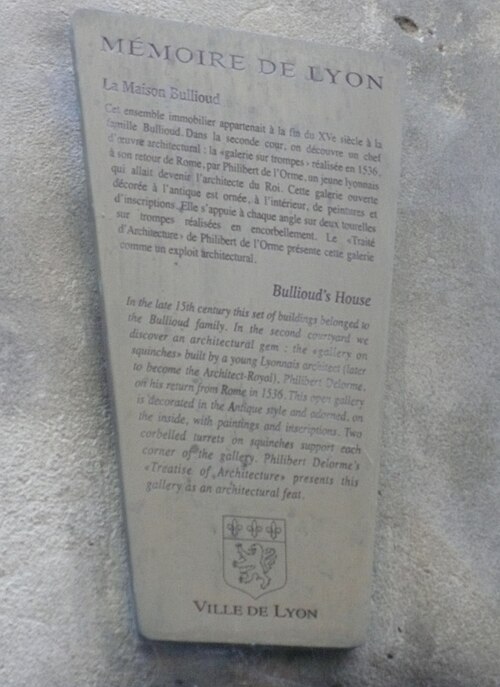 MÉMOIRE DE LYON
La Maison Bullioud
Cet ensemble immobilier appartenait à la fin du XVe siècle à la
famille Bullioud. Dans la seconde cour, on découvre un chef
d'œuvre architectural : la «galerie sur trompes» réalisée en 1536,
à son retour de Rome, par Philibert de l'Orme, un jeune lyonnais
qui allait devenir l'architecte du Roi. Cette galerie ouverte
décorée à l'antique est ornée, à l'intérieur, de peintures et
d'inscriptions. Elle s'appuie à chaque angle sur deux tourelles
sur trompes réalisées en encorbellement. Le «Traité
d'Architecture» de Philibert de l'Orme présente cette galerie
comme un exploit architectural.
Bullioud's House
In the late 15th century this set of buildings belonged to
the Bullioud family. In the second courtyard we
discover an architectural gem : the «gallery on
squinches» built by a young Lyonnais architect (later
to become the Architect-Royal), Philibert Delorme,
on his return from Rome in 1536. This open gallery
is decorated in the Antique style and adorned, on
the inside, with paintings and inscriptions. Two
corbelled turrets on squinches support each
corner of the gallery. Philibert Delorme's
«Treatise of Architecture» presents this
gallery as an architectural feat.
VILLE DE LYON